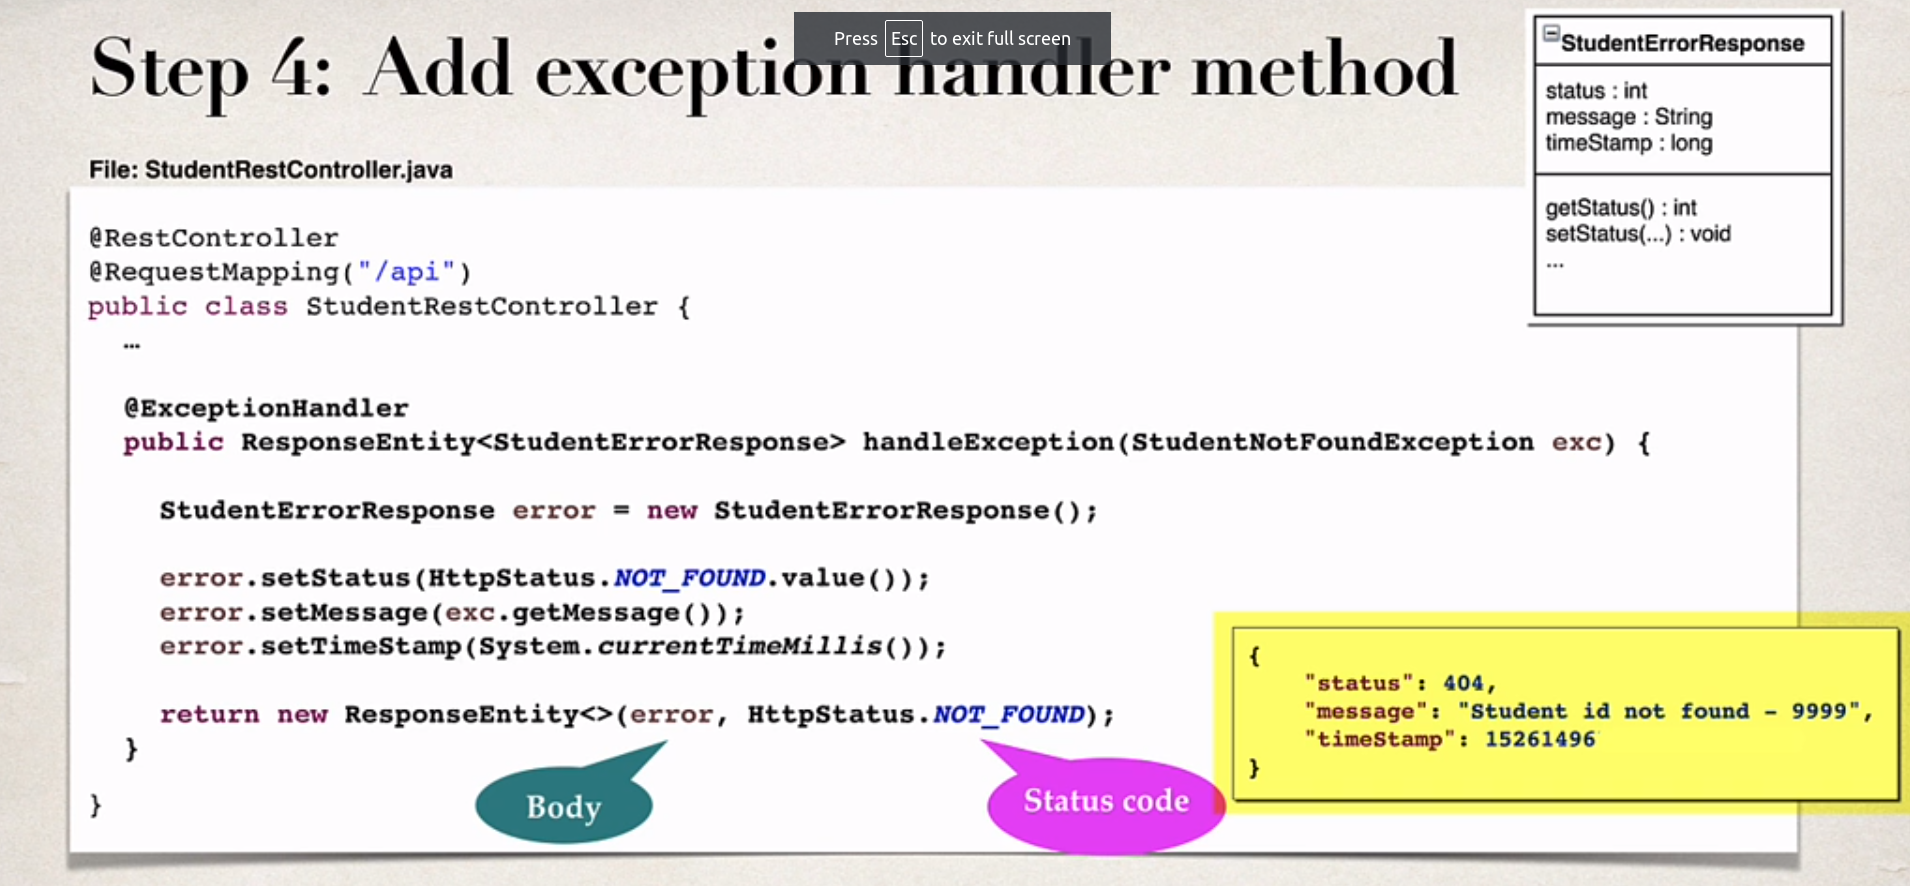 Press Esc to exit full screen
Step 4: Add exception handler method
StudentErrorResponse
status : int
message : String
timeStamp : long
getStatus() : int
setStatus(...) : void
...
File: StudentRestController.java
@RestController
@RequestMapping("/api")
public class StudentRestController {
…
@ExceptionHandler
public ResponseEntity<StudentErrorResponse> handleException(StudentNotFoundException exc) {
StudentErrorResponse error = new StudentErrorResponse();
error.setStatus(HttpStatus.NOT_FOUND.value());
error.setMessage(exc.getMessage());
error.setTimeStamp(System.currentTimeMillis());
return new ResponseEntity<>(error, HttpStatus.NOT_FOUND);
}
}
Body
Status code
{
"status": 404,
"message": "Student id not found - 9999",
"timeStamp": 15261496
}